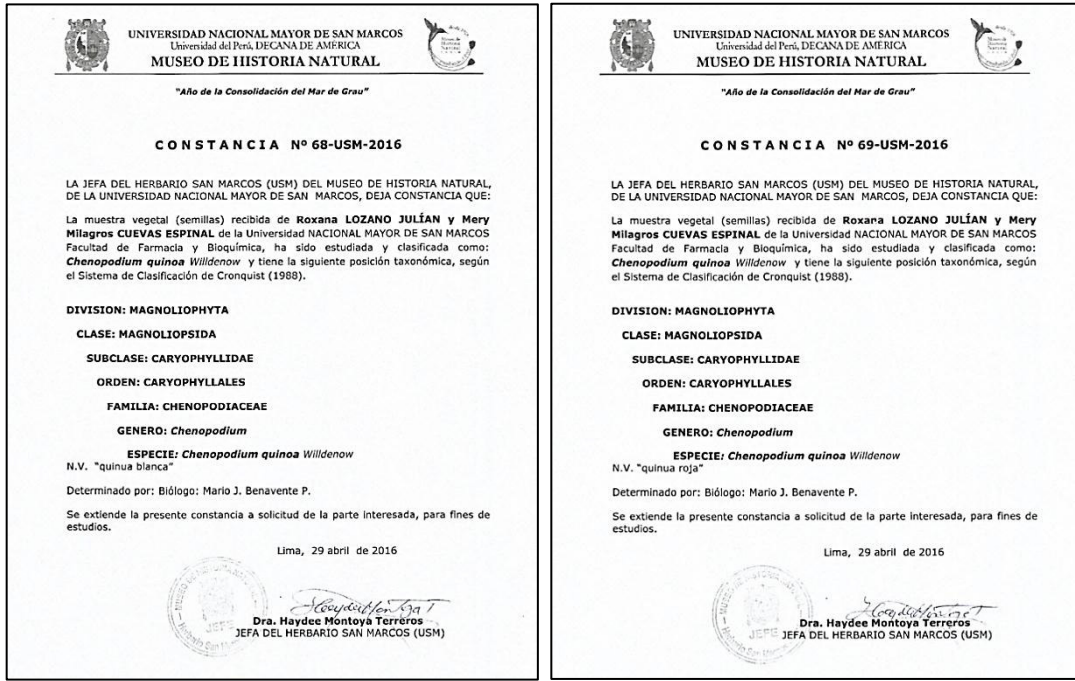 UNIVERSIDAD NACIONAL MAYOR DE SAN MARCOS
Universidad del Perú, DECANA DE AMÉRICA
MUSEO DE HISTORIA NATURAL
"Año de la Consolidación del Mar de Grau"
CONSTANCIA Nº 68-USM-2016
LA JEFA DEL HERBARIO SAN MARCOS (USM) DEL MUSEO DE HISTORIA NATURAL,
DE LA UNIVERSIDAD NACIONAL MAYOR DE SAN MARCOS, DEJA CONSTANCIA QUE:
La muestra vegetal (semillas) recibida de Roxana LOZANO JULIÁN y Mery
Milagros CUEVAS ESPINAL de la Universidad NACIONAL MAYOR DE SAN MARCOS
Facultad de Farmacia y Bioquímica, ha sido estudiada y clasificada como:
Chenopodium quinoa Willdenow y tiene la siguiente posición taxonómica, según
el Sistema de Clasificación de Cronquist (1988).
DIVISION: MAGNOLIOPHYTA
CLASE: MAGNOLIOPSIDA
SUBCLASE: CARYOPHYLLIDAE
ORDEN: CARYOPHYLLALES
FAMILIA: CHENOPODIACEAE
GENERO: Chenopodium
ESPECIE: Chenopodium quinoa Willdenow
N.V. "quinua blanca"
Determinado por: Biólogo: Mario J. Benavente P.
Se extiende la presente constancia a solicitud de la parte interesada, para fines de
estudios.
Lima, 29 abril de 2016
JEFE
Dra. Haydee Montoya Terreros
JEFA DEL HERBARIO SAN MARCOS (USM)
UNIVERSIDAD NACIONAL MAYOR DE SAN MARCOS
Universidad del Perú, DECANA DE AMÉRICA
MUSEO DE HISTORIA NATURAL
"Año de la Consolidación del Mar de Grau"
CONSTANCIA Nº 69-USM-2016
LA JEFA DEL HERBARIO SAN MARCOS (USM) DEL MUSEO DE HISTORIA NATURAL,
DE LA UNIVERSIDAD NACIONAL MAYOR DE SAN MARCOS, DEJA CONSTANCIA QUE:
La muestra vegetal (semillas) recibida de Roxana LOZANO JULIÁN y Mery
Milagros CUEVAS ESPINAL de la Universidad NACIONAL MAYOR DE SAN MARCOS
Facultad de Farmacia y Bioquímica, ha sido estudiada y clasificada como:
Chenopodium quinoa Willdenow y tiene la siguiente posición taxonómica, según
el Sistema de Clasificación de Cronquist (1988).
DIVISION: MAGNOLIOPHYTA
CLASE: MAGNOLIOPSIDA
SUBCLASE: CARYOPHYLLIDAE
ORDEN: CARYOPHYLLALES
FAMILIA: CHENOPODIACEAE
GENERO: Chenopodium
ESPECIE: Chenopodium quinoa Willdenow
N.V. "quinua roja"
Determinado por: Biólogo: Mario J. Benavente P.
Se extiende la presente constancia a solicitud de la parte interesada, para fines de
estudios.
Lima, 29 abril de 2016
JEFE
Dra. Haydee Montoya Terreros
JEFA DEL HERBARIO SAN MARCOS (USM)